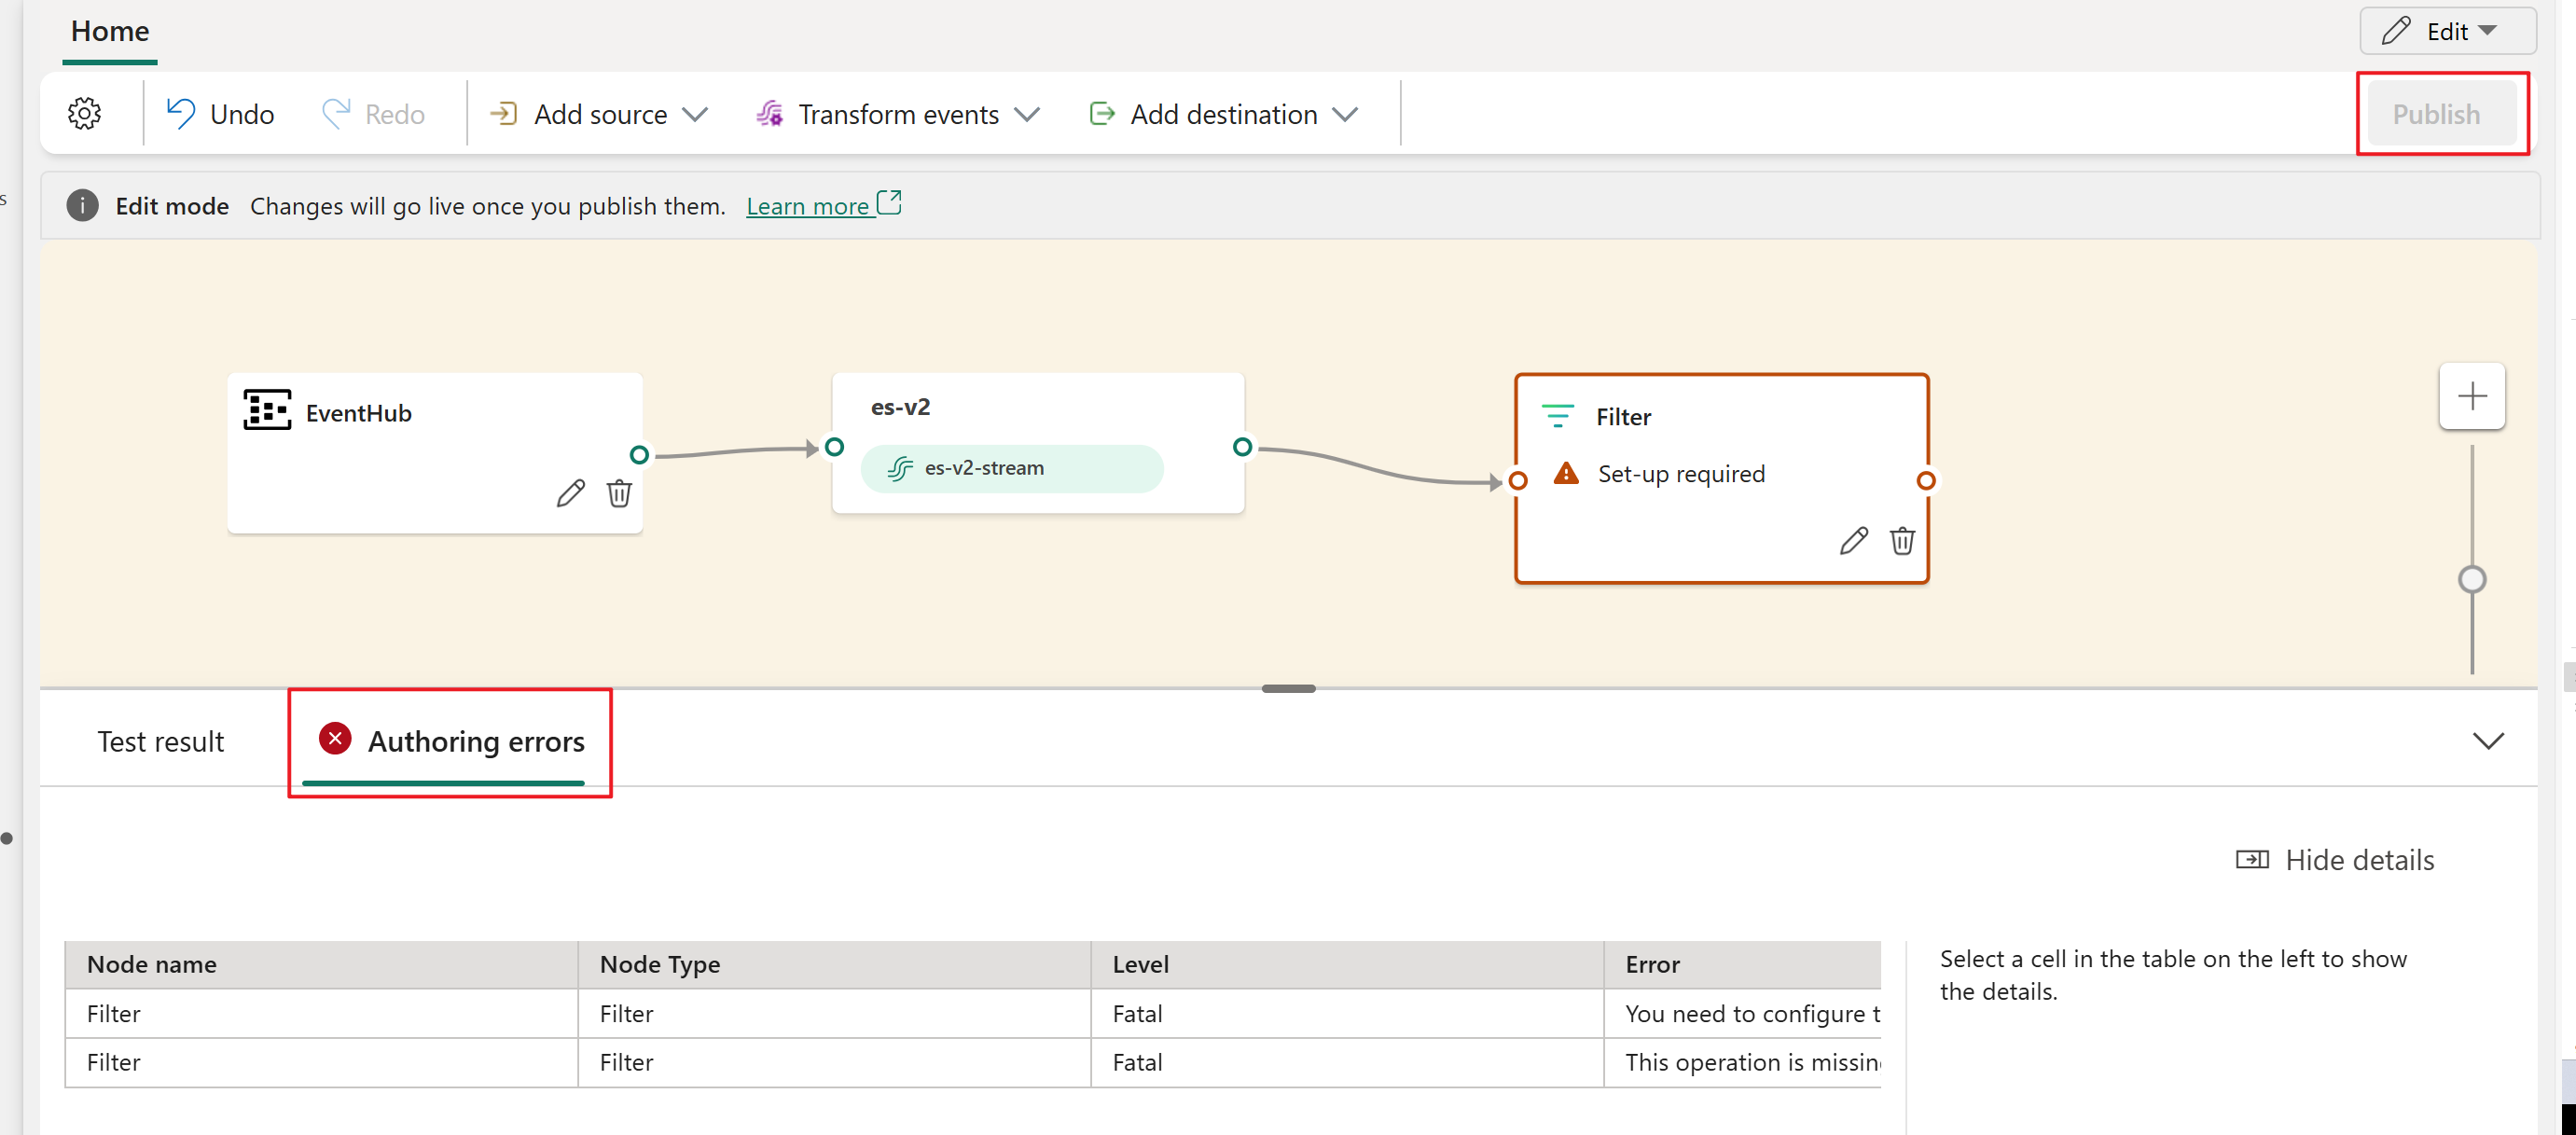 Home
Edit
Undo
Redo
Add source
Transform events
Add destination
Publish
Edit mode Changes will go live once you publish them. Learn more
EventHub
es-v2
es-v2-stream
Filter
Set-up required
Test result
Authoring errors
Hide details
Node name Node Type Level Error
Filter Filter Fatal You need to configure t
Filter Filter Fatal This operation is missin
Select a cell in the table on the left to show
the details.